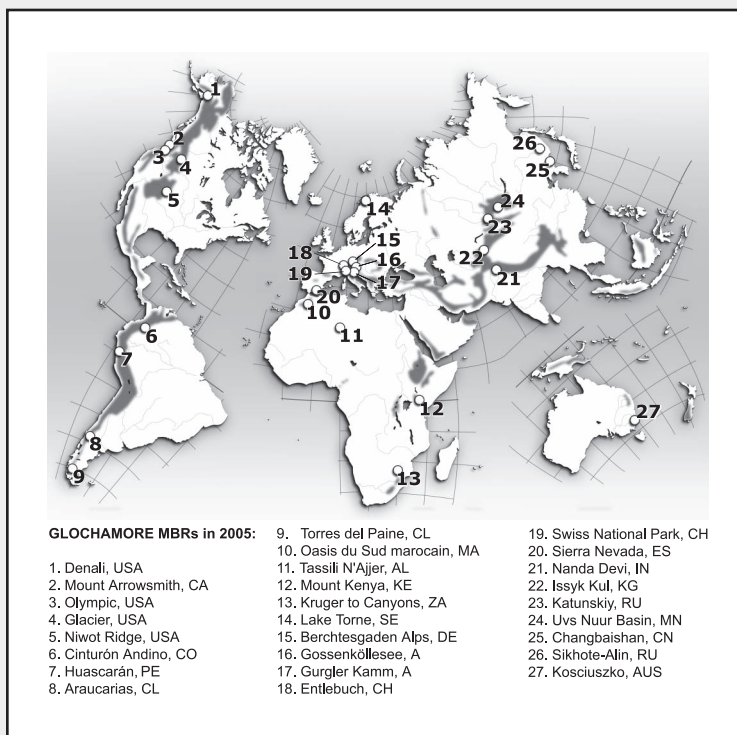 1
2
3
4
5
6
7
8
9
10
11
12
13
14
15
16
17
18
19
20
21
22
23
24
25
26
27
GLOCHAMORE MBRs in 2005:
1. Denali, USA
2. Mount Arrowsmith, CA
3. Olympic, USA
4. Glacier, USA
5. Niwot Ridge, USA
6. Cinturón Andino, CO
7. Huascarán, PE
8. Araucarias, CL
9. Torres del Paine, CL
10. Oasis du Sud marocain, MA
11. Tassili N'Ajjer, AL
12. Mount Kenya, KE
13. Kruger to Canyons, ZA
14. Lake Torne, SE
15. Berchtesgaden Alps, DE
16. Gossenköllesee, A
17. Gurgler Kamm, A
18. Entlebuch, CH
19. Swiss National Park, CH
20. Sierra Nevada, ES
21. Nanda Devi, IN
22. Issyk Kul, KG
23. Katunskiy, RU
24. Uvs Nuur Basin, MN
25. Changbaishan, CN
26. Sikhote-Alin, RU
27. Kosciuszko, AUS